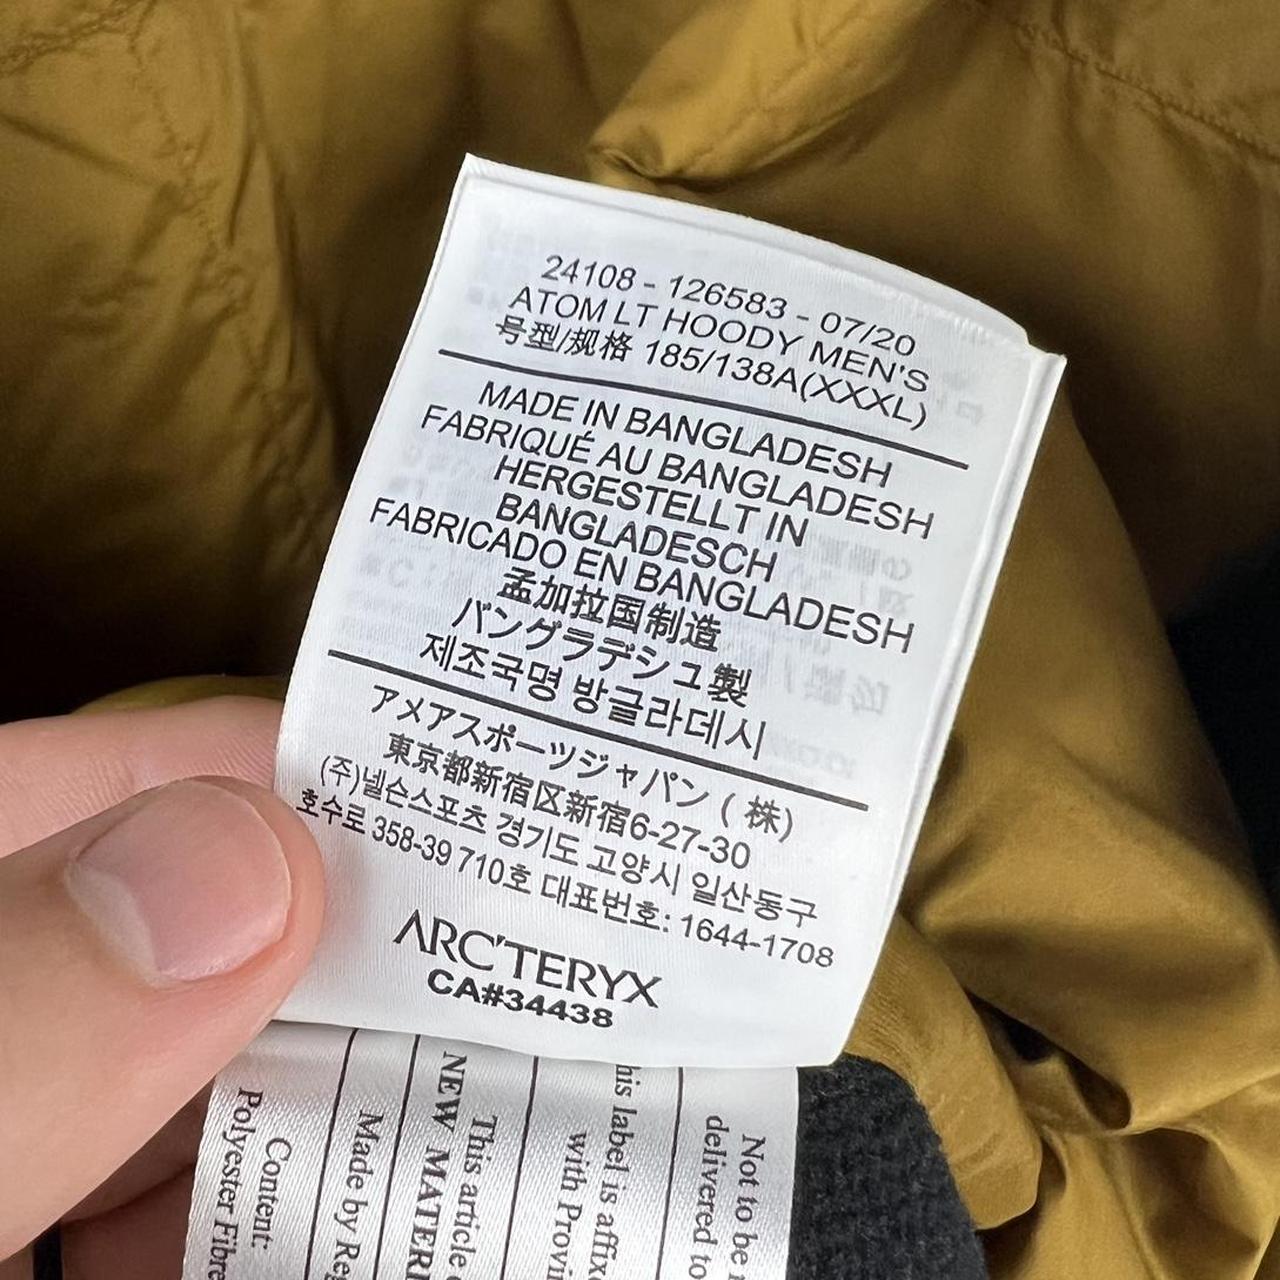 24108 - 126583 - 07/20
ATOM LT HOODY MEN'S
号型/规格 185/138A(XXXL)
MADE IN BANGLADESH
FABRIQUÉ AU BANGLADESH
HERGESTELLT IN
BANGLADESCH
FABRICADO EN BANGLADESH
孟加拉国制造
バングラデシュ製
제조국명 방글라데시
アメアスポーツジャパン ( 株)
東京都新宿区新宿6-27-30
(주)넬슨스포츠 경기도 고양시 일산동구
호수로 358-39 710호 대표번호: 1644-1708
ARC'TERYX
CA#34438
Not to be
delivered to
his label is affixe
with Provin
This article
NEW MATERI
Made by Reg
Content:
Polyester Fibre